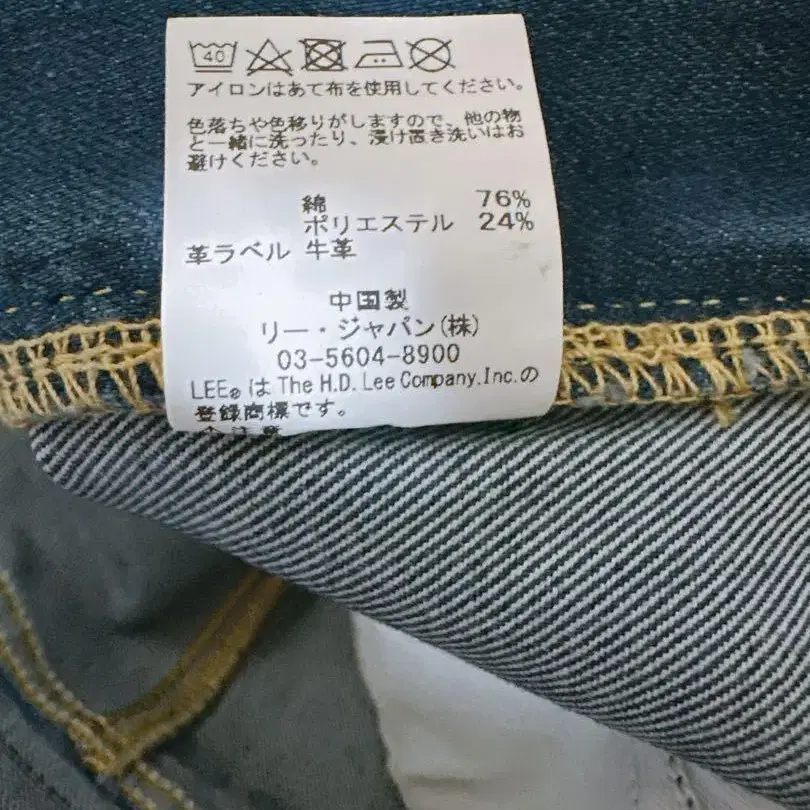 40
アイロンはあて布を使用してください。
色落ちや色移りがしますので、他の物
と一緒に洗ったり、浸け置き洗いはお
避けください。
綿 76%
ポリエステル 24%
革ラベル 牛革
中国製
リー・ジャパン(株)
03-5604-8900
LEE® は The H.D. Lee Company,Inc.の
登録商標です。